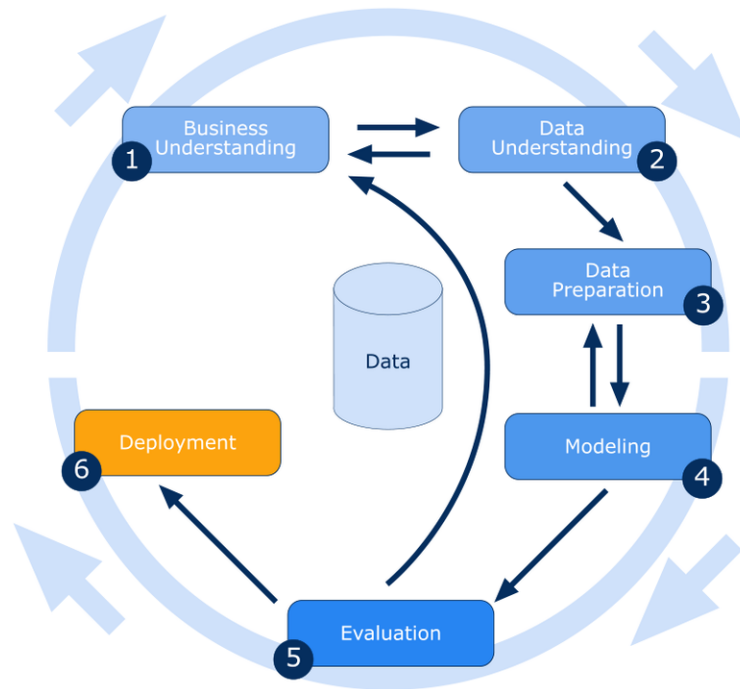 Business
Understanding
1
Data
Understanding
2
Data
Preparation
3
Data
Deployment
6
Modeling
4
Evaluation
5